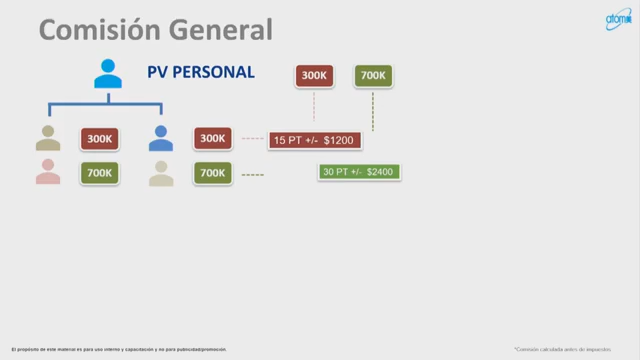 Comisión General
atomy
PV PERSONAL
300K
700K
300K
300K
15 PT +/- $1200
700K
700K
30 PT +/- $2400
El propósito de este material es para uso interno y capacitación y no para publicidad/promoción.
*Comisión calculada antes de impuestos